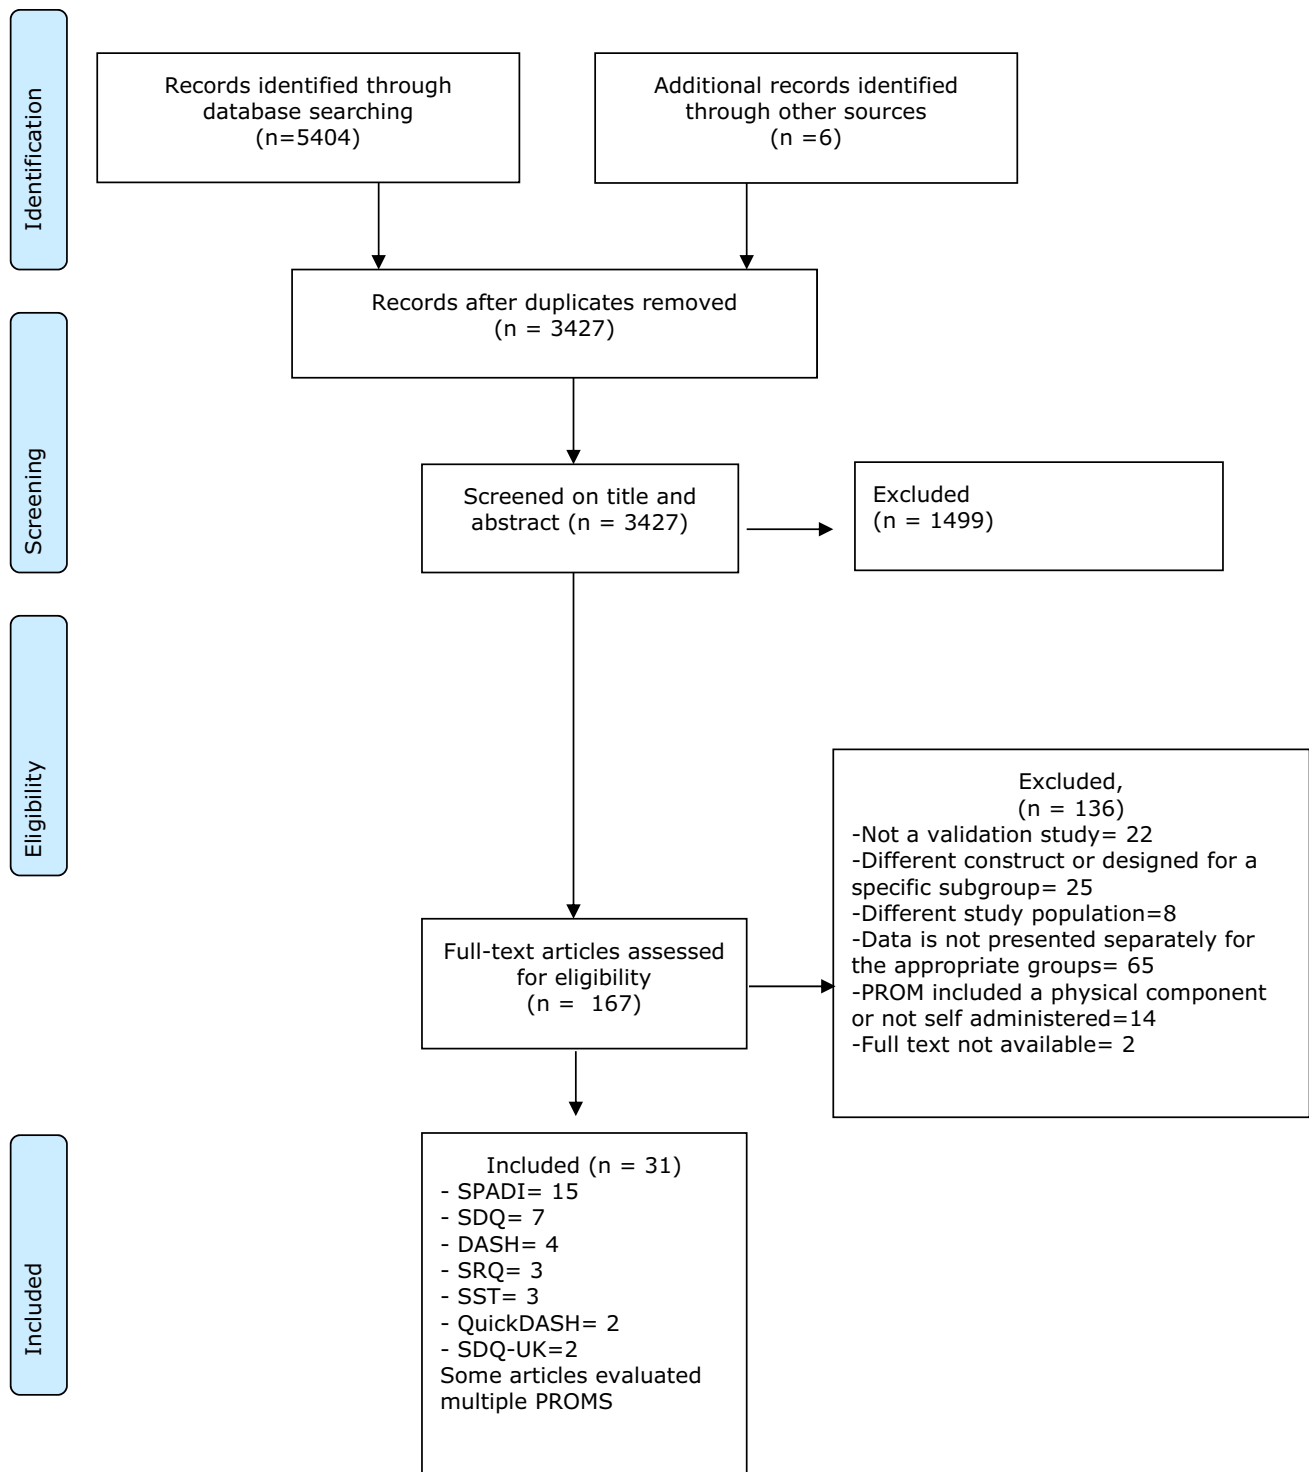 Identification
Records identified through
database searching
(n=5404)
Additional records identified
through other sources
(n =6)
Records after duplicates removed
(n = 3427)
Screening
Screened on title and
abstract (n = 3427)
Excluded
(n = 1499)
Eligibility
Full-text articles assessed
for eligibility
(n =  167)
Excluded,
(n = 136)
-Not a validation study= 22
-Different construct or designed for a
specific subgroup= 25
-Different study population=8
-Data is not presented separately for
the appropriate groups= 65
-PROM included a physical component
or not self administered=14
-Full text not available= 2
Included
Included (n = 31)
- SPADI= 15
- SDQ= 7
- DASH= 4
- SRQ= 3
- SST= 3
- QuickDASH= 2
- SDQ-UK=2
Some articles evaluated
multiple PROMS